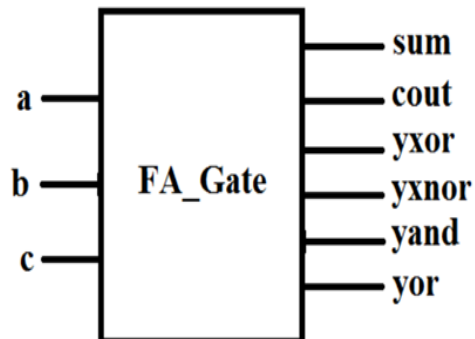 a
b
c
FA_Gate
sum
cout
yxor
yxnor
yand
yor